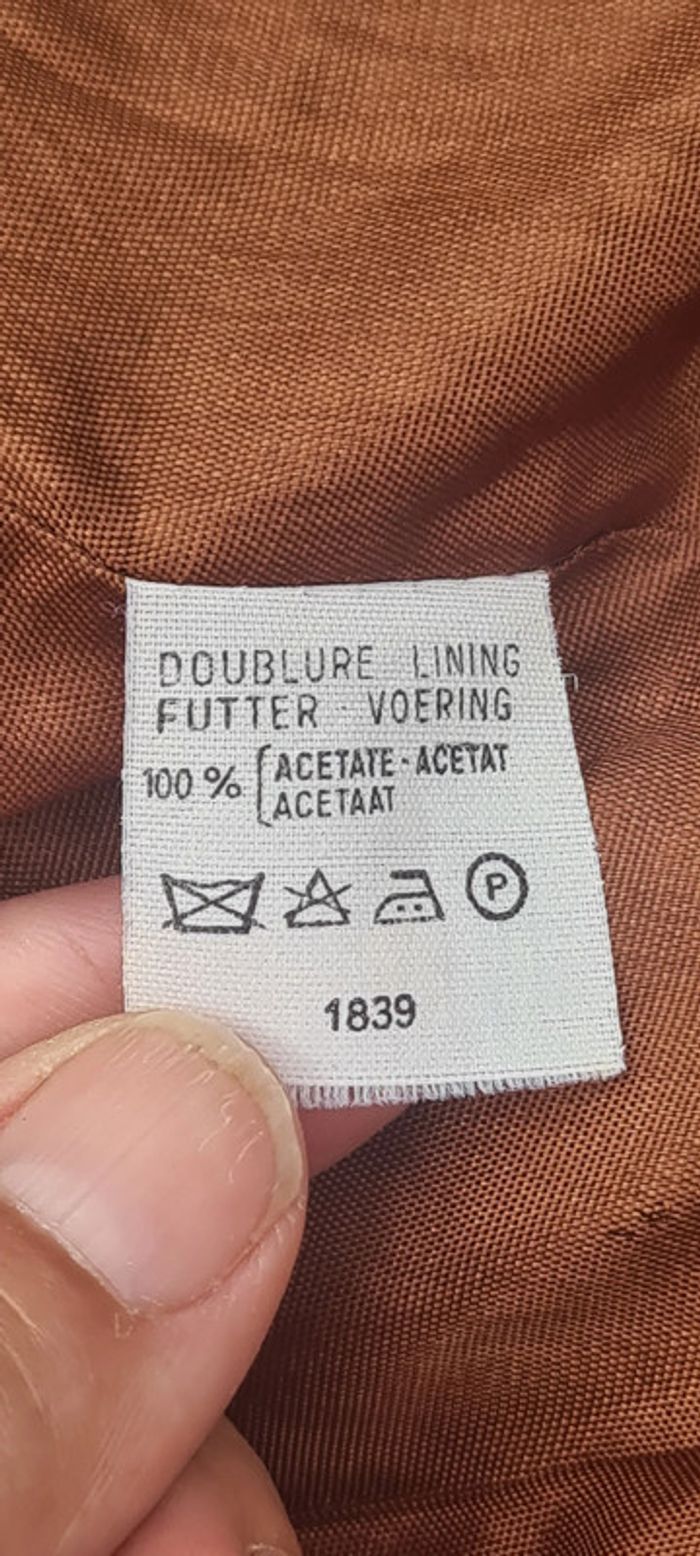 DOUBLURE LINING
FUTTER · VOERING
100 % [ACETATE · ACETAT
ACETAAT
P
1839